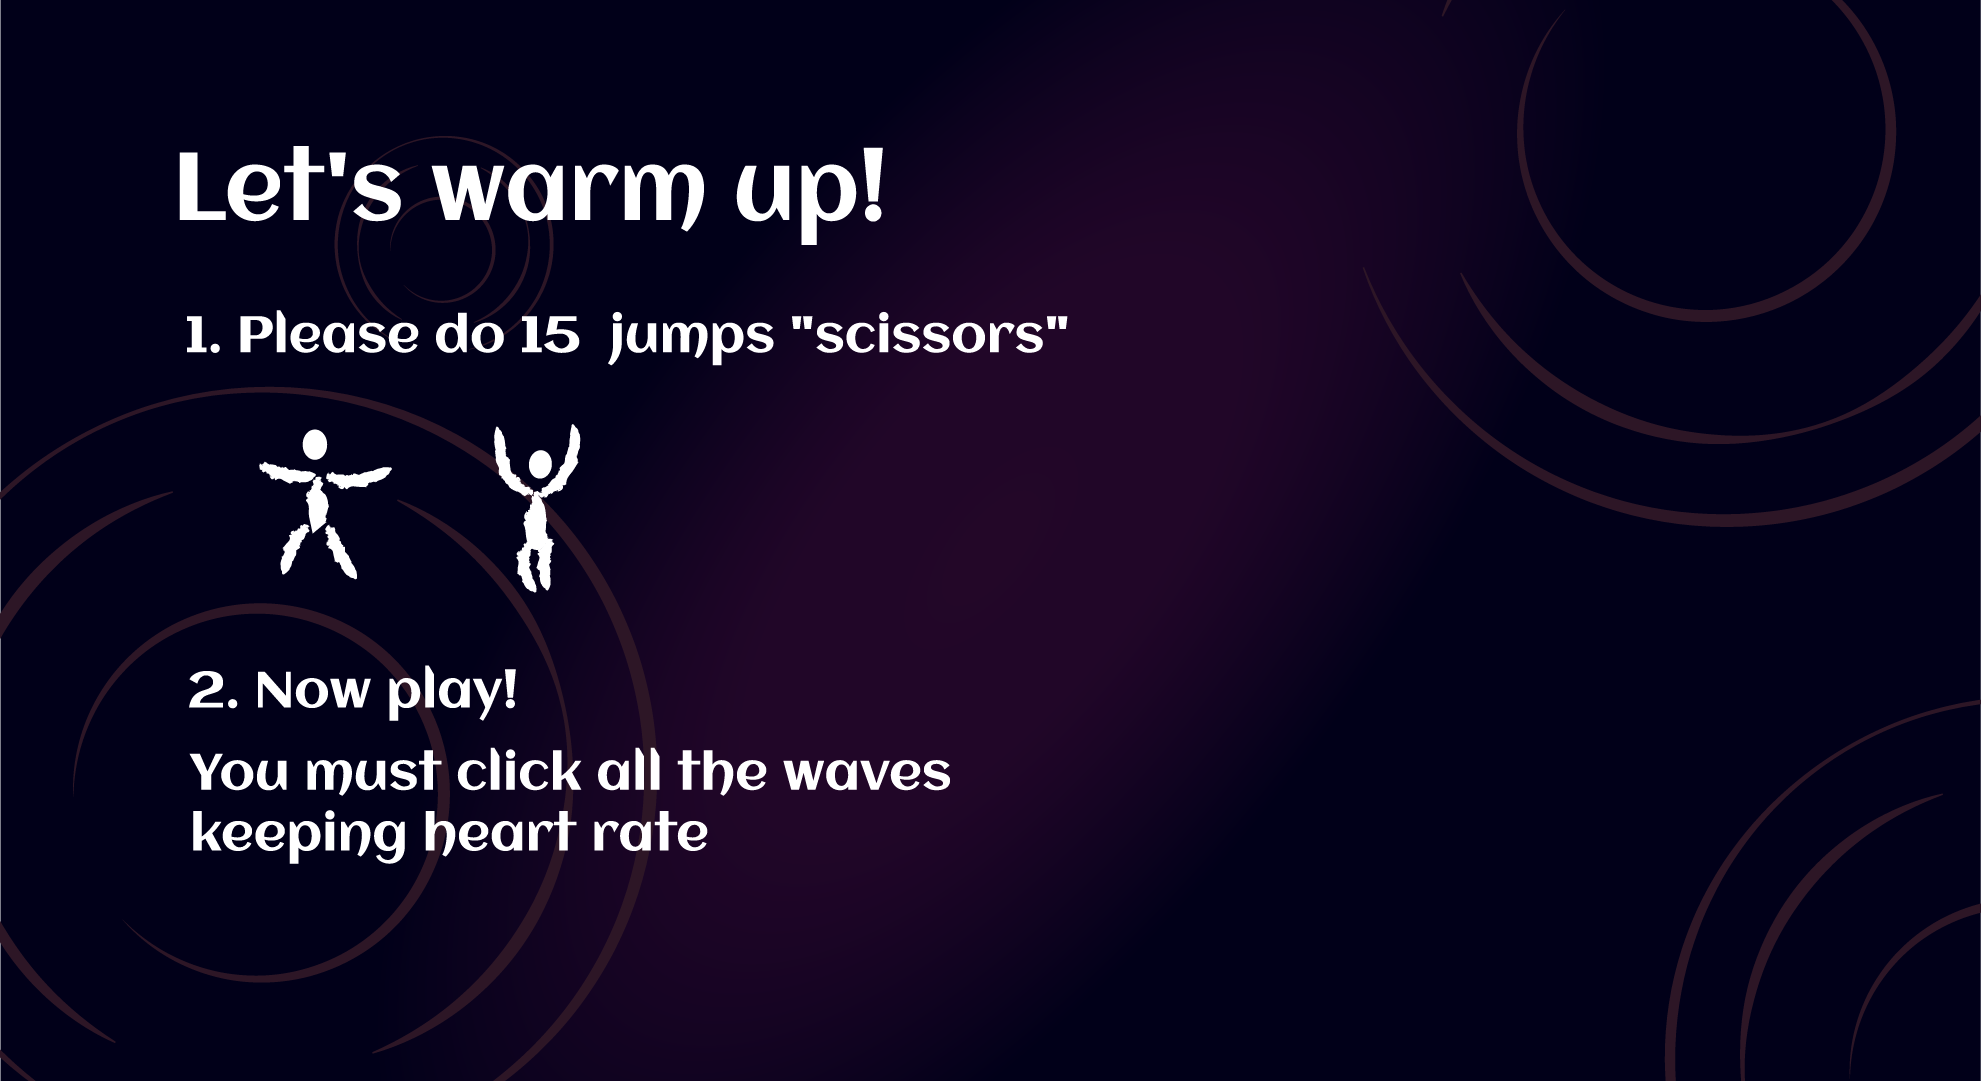 Let's warm up!
1. Please do 15 jumps "scissors"
2. Now play!
You must click all the waves
keeping heart rate